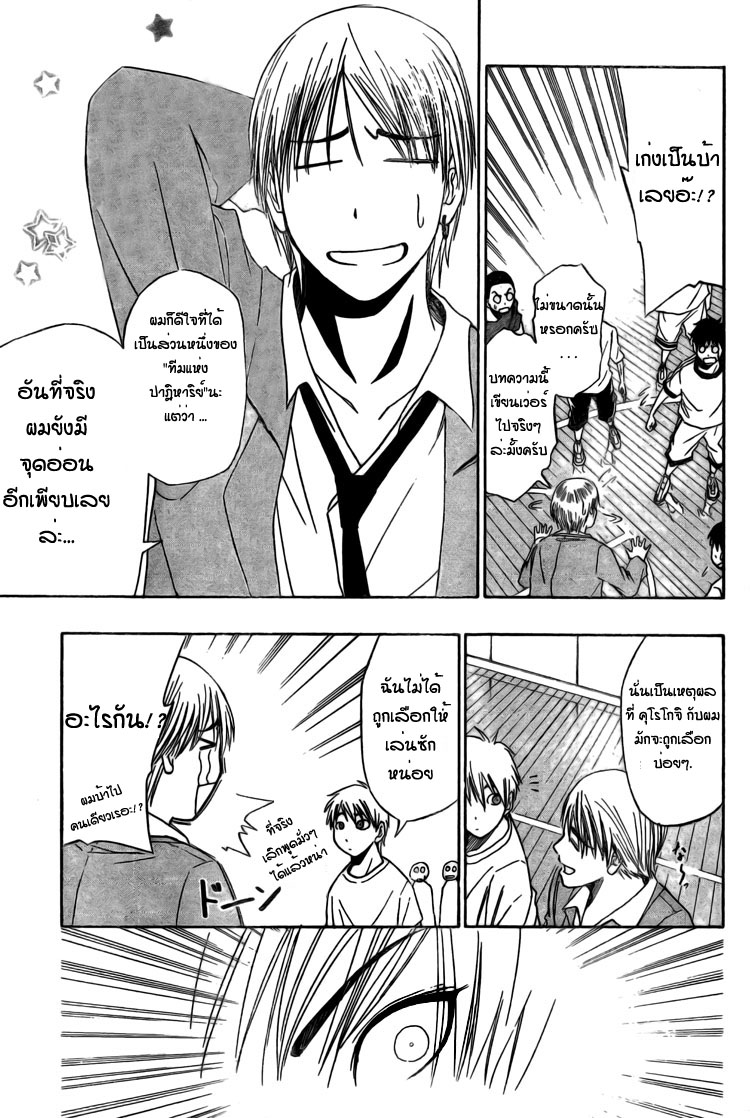 เก่งเป็นบ้า
เลยอ๊ะ!?
ไม่ขนาดนั้น
หรอกครับ
...
บทความนี้
เขียนเว่อร์
ไปจริงๆ
ล่ะมั้งครับ
ผมก็ดีใจที่ได้
เป็นส่วนหนึ่งของ
"ทีมแห่ง
ปาฏิหาริย์"นะ
แต่ว่า ...
อันที่จริง
ผมยังมี
จุดอ่อน
อีกเพียบเลย
ล่ะ...
นั่นเป็นเหตุผล
ที่ คุโรโกจิ กับผม
มักจะถูกเลือก
บ่อยๆ.
な〜
ฉันไม่ได้
ถูกเลือกให้
เล่นซัก
หน่อย
ที่จริง
เลิกพูดมั่วๆ
ได้แล้วหน่า
อะไรกัน!?
ผมบ้าไป
คนเดียวเรอะ!?
ドーン